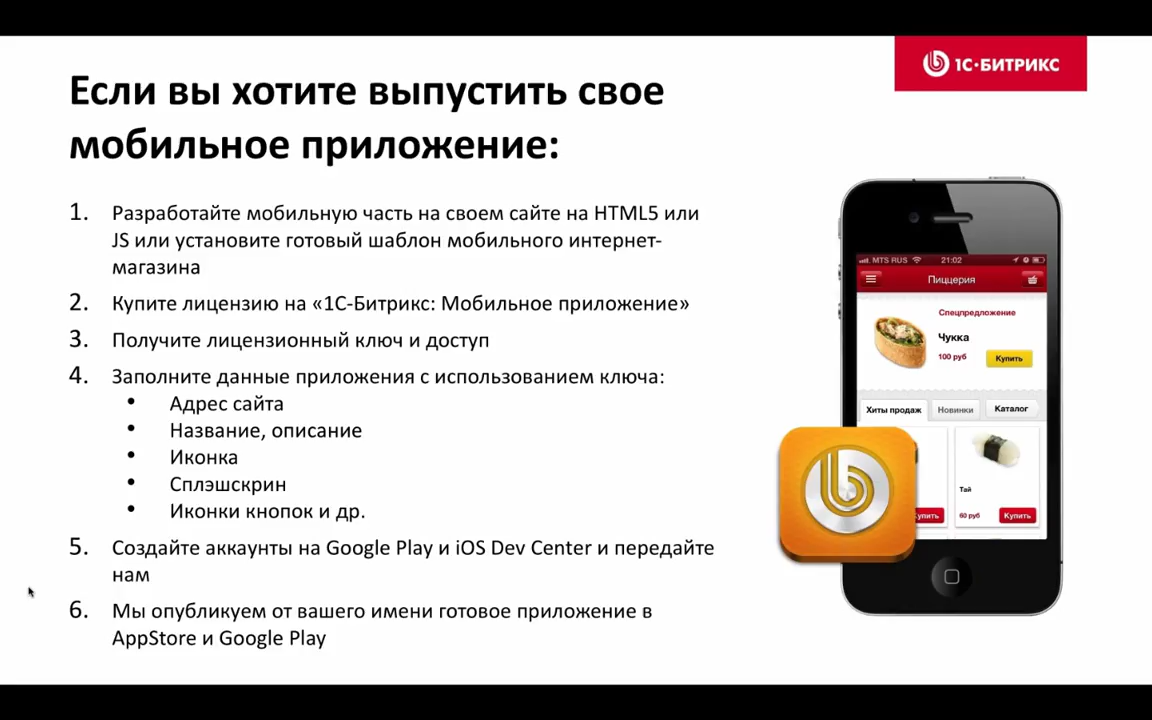 1С-БИТРИКС
Если вы хотите выпустить свое
мобильное приложение:
1. Разработайте мобильную часть на своем сайте на HTML5 или
JS или установите готовый шаблон мобильного интернет-
магазина
2. Купите лицензию на «1С-Битрикс: Мобильное приложение»
3. Получите лицензионный ключ и доступ
4. Заполните данные приложения с использованием ключа:
• Адрес сайта
• Название, описание
• Иконка
• Сплэшскрин
• Иконки кнопок и др.
5. Создайте аккаунты на Google Play и iOS Dev Center и передайте
нам
6. Мы опубликуем от вашего имени готовое приложение в
AppStore и Google Play
MTS RUS 21:02
Пиццерия
Спецпредложение
Чукка
100 руб Купить
Хиты продаж Новинки Каталог
Тай
Купить 60 руб Купить